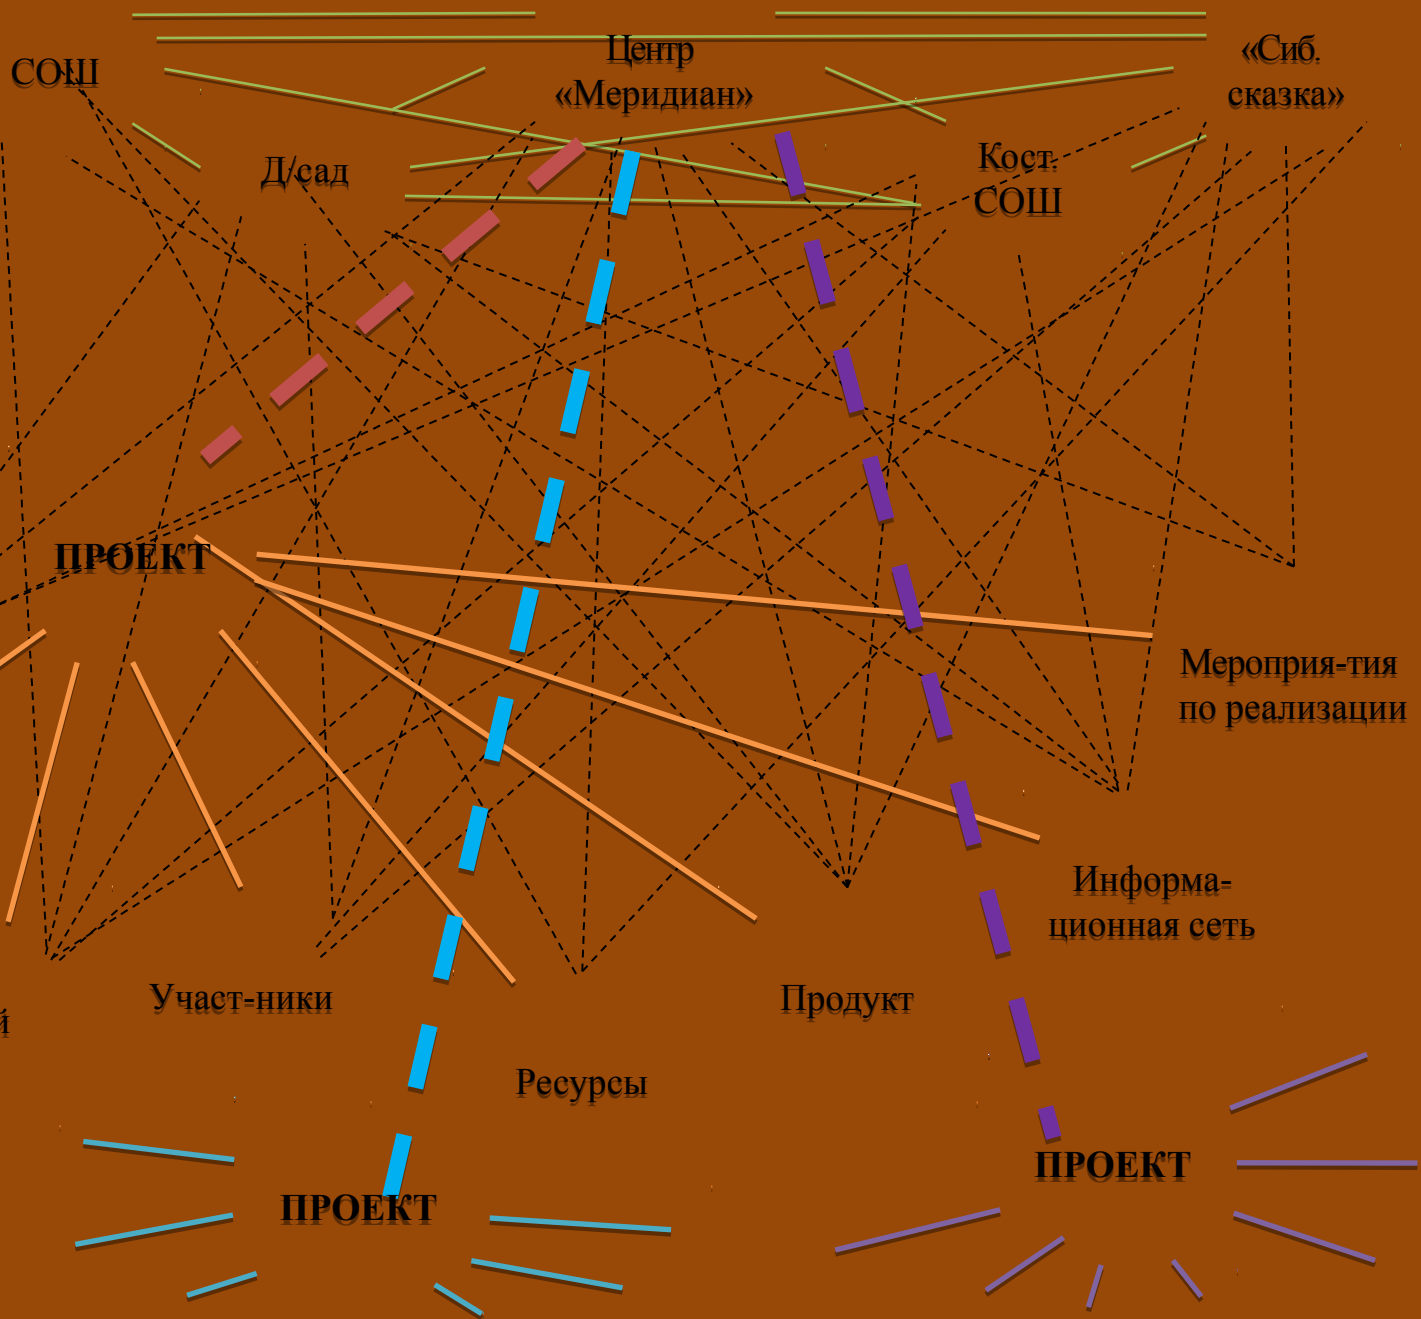 СОШ
Центр
«Меридиан»
«Сиб.
сказка»
Д/сад
Кост.
СОШ
ПРОЕКТ
Мероприя-тия
по реализации
Информа-
ционная сеть
Участ-ники
Продукт
й
Ресурсы
ПРОЕКТ
ПРОЕКТ